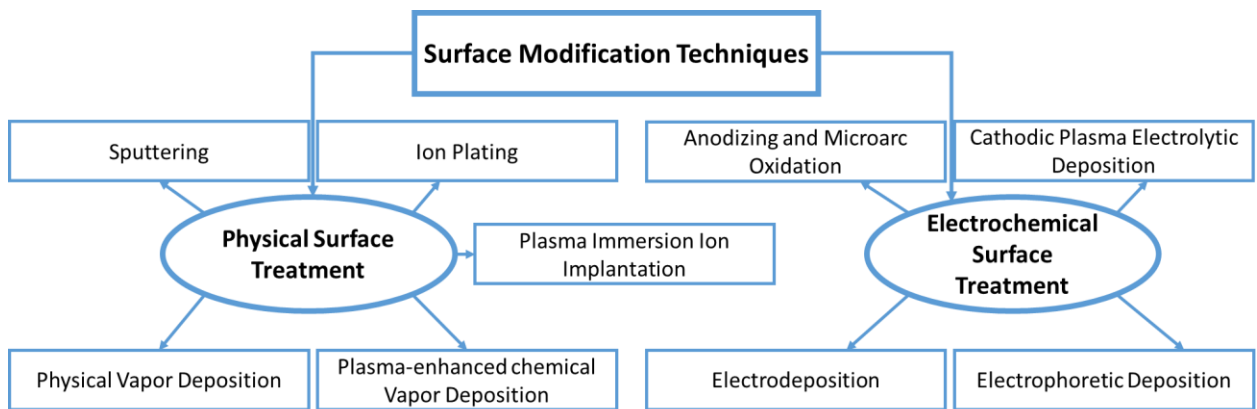 Surface Modification Techniques
Sputtering
Ion Plating
Anodizing and Microarc
Oxidation
Cathodic Plasma Electrolytic
Deposition
Physical Surface
Treatment
Plasma Immersion Ion
Implantation
Electrochemical
Surface
Treatment
Physical Vapor Deposition
Plasma-enhanced chemical
Vapor Deposition
Electrodeposition
Electrophoretic Deposition